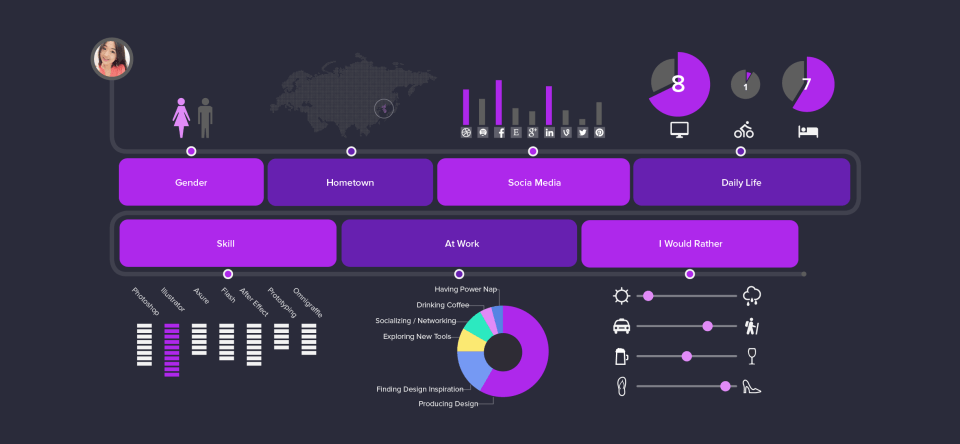 8
1
7
Gender
Hometown
Socia Media
Daily Life
Skill
At Work
I Would Rather
Photoshop
Illustrator
Axure
Flash
After Effect
Prototyping
Omnigraffle
Having Power Nap
Drinking Coffee
Socializing / Networking
Exploring New Tools
Finding Design Inspiration
Producing Design